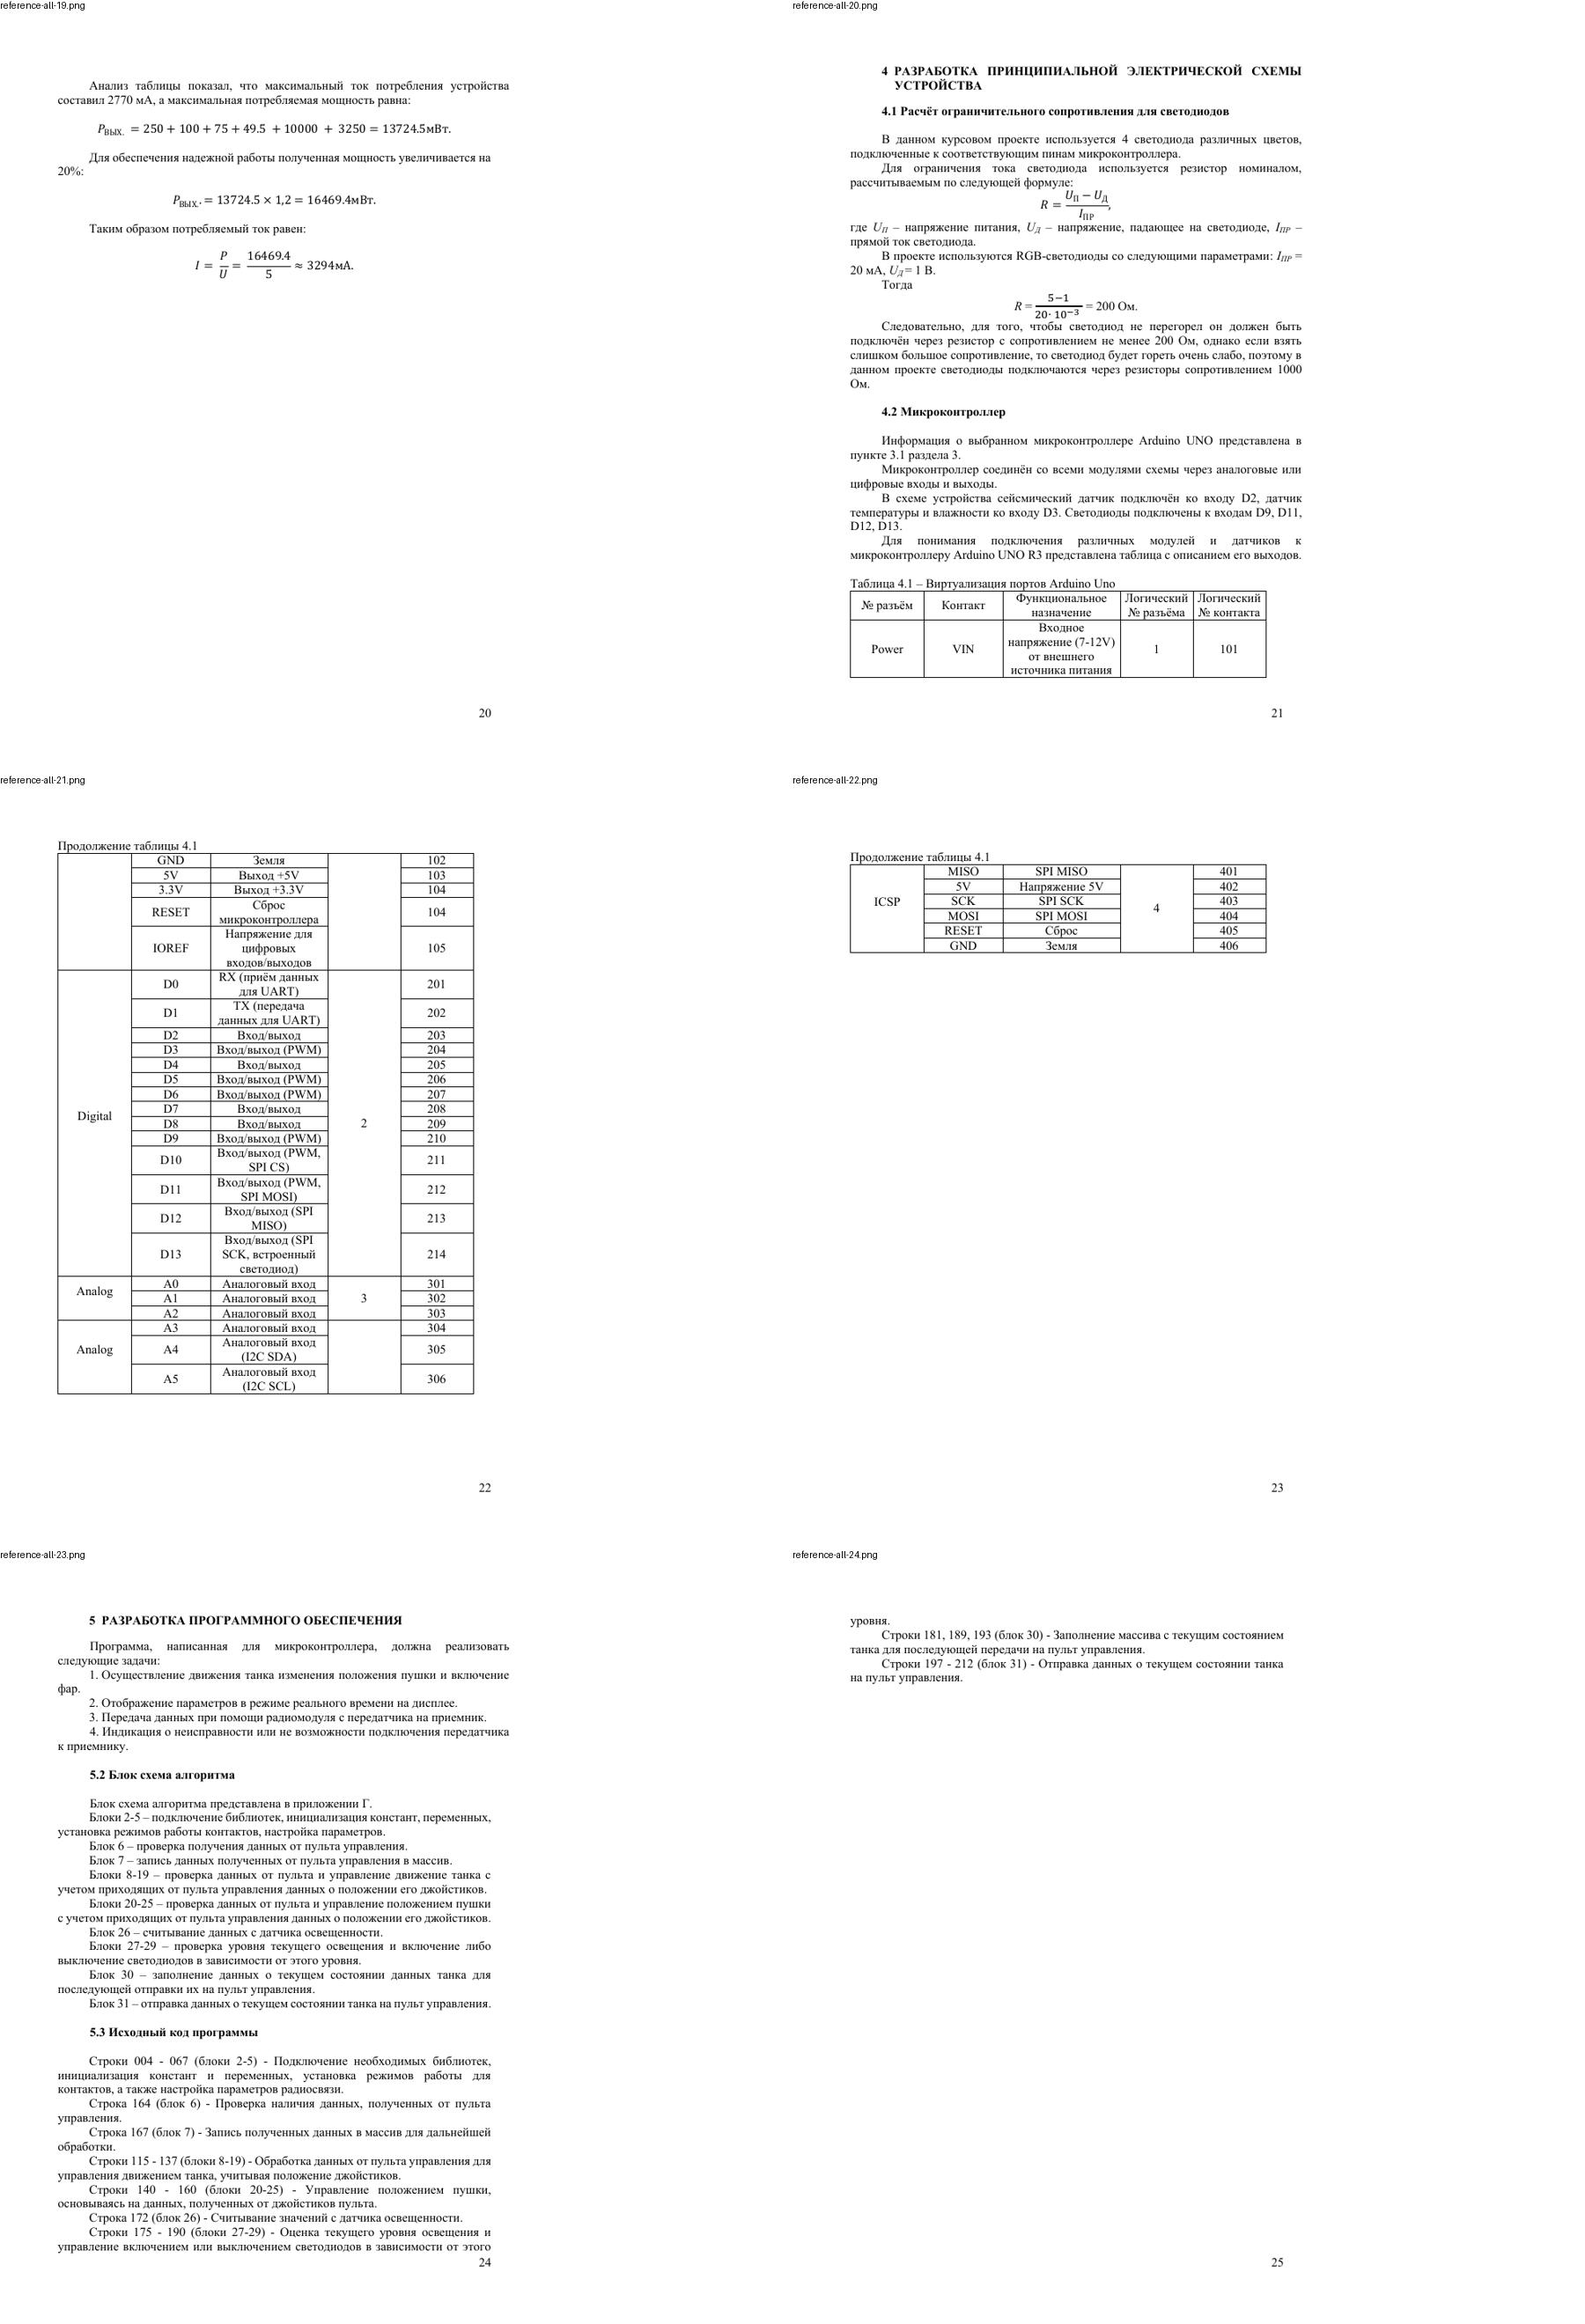 reference-all-19.png
Анализ таблицы показал, что максимальный ток потребления устройства
составил 2770 мА, а максимальная потребляемая мощность равна:
P_ВЫХ. = 250 + 100 + 75 + 49.5 + 10000 + 3250 = 13724.5мВт.
Для обеспечения надежной работы полученная мощность увеличивается на
20%:
P_ВЫХ. = 13724.5 × 1,2 = 16469.4мВт.
Таким образом потребляемый ток равен:
I = P/U = 16469.4/5 ≈ 3294мА.
20
reference-all-20.png
4 РАЗРАБОТКА ПРИНЦИПИАЛЬНОЙ ЭЛЕКТРИЧЕСКОЙ СХЕМЫ
УСТРОЙСТВА
4.1 Расчёт ограничительного сопротивления для светодиодов
В данном курсовом проекте используется 4 светодиода различных цветов,
подключенные к соответствующим пинам микроконтроллера.
Для ограничения тока светодиода используется резистор номиналом,
рассчитываемым по следующей формуле:
R = (U_П − U_Д)/I_ПР,
где U_П – напряжение питания, U_Д – напряжение, падающее на светодиоде, I_ПР –
прямой ток светодиода.
В проекте используются RGB-светодиоды со следующими параметрами: I_ПР =
20 мА, U_Д = 1 В.
Тогда
R = (5−1)/(20· 10⁻³) = 200 Ом.
Следовательно, для того, чтобы светодиод не перегорел он должен быть
подключён через резистор с сопротивлением не менее 200 Ом, однако если взять
слишком большое сопротивление, то светодиод будет гореть очень слабо, поэтому в
данном проекте светодиоды подключаются через резисторы сопротивлением 1000
Ом.
4.2 Микроконтроллер
Информация о выбранном микроконтроллере Arduino UNO представлена в
пункте 3.1 раздела 3.
Микроконтроллер соединён со всеми модулями схемы через аналоговые или
цифровые входы и выходы.
В схеме устройства сейсмический датчик подключён ко входу D2, датчик
температуры и влажности ко входу D3. Светодиоды подключены к входам D9, D11,
D12, D13.
Для понимания подключения различных модулей и датчиков к
микроконтроллеру Arduino UNO R3 представлена таблица с описанием его выходов.
Таблица 4.1 – Виртуализация портов Arduino Uno
№ разъём Контакт Функциональное назначение Логический № разъёма Логический № контакта
Power VIN Входное напряжение (7-12V) от внешнего источника питания 1 101
21
reference-all-21.png
Продолжение таблицы 4.1
GND Земля 102
5V Выход +5V 103
3.3V Выход +3.3V 104
RESET Сброс микроконтроллера 104
IOREF Напряжение для цифровых входов/выходов 105
Digital 2
D0 RX (приём данных для UART) 201
D1 TX (передача данных для UART) 202
D2 Вход/выход 203
D3 Вход/выход (PWM) 204
D4 Вход/выход 205
D5 Вход/выход (PWM) 206
D6 Вход/выход (PWM) 207
D7 Вход/выход 208
D8 Вход/выход 209
D9 Вход/выход (PWM) 210
D10 Вход/выход (PWM, SPI CS) 211
D11 Вход/выход (PWM, SPI MOSI) 212
D12 Вход/выход (SPI MISO) 213
D13 Вход/выход (SPI SCK, встроенный светодиод) 214
Analog 3
A0 Аналоговый вход 301
A1 Аналоговый вход 302
A2 Аналоговый вход 303
Analog
A3 Аналоговый вход 304
A4 Аналоговый вход (I2C SDA) 305
A5 Аналоговый вход (I2C SCL) 306
22
reference-all-22.png
Продолжение таблицы 4.1
ICSP 4
MISO SPI MISO 401
5V Напряжение 5V 402
SCK SPI SCK 403
MOSI SPI MOSI 404
RESET Сброс 405
GND Земля 406
23
reference-all-23.png
5 РАЗРАБОТКА ПРОГРАММНОГО ОБЕСПЕЧЕНИЯ
Программа, написанная для микроконтроллера, должна реализовать
следующие задачи:
1. Осуществление движения танка изменения положения пушки и включение
фар.
2. Отображение параметров в режиме реального времени на дисплее.
3. Передача данных при помощи радиомодуля с передатчика на приемник.
4. Индикация о неисправности или не возможности подключения передатчика
к приемнику.
5.2 Блок схема алгоритма
Блок схема алгоритма представлена в приложении Г.
Блоки 2-5 – подключение библиотек, инициализация констант, переменных,
установка режимов работы контактов, настройка параметров.
Блок 6 – проверка получения данных от пульта управления.
Блок 7 – запись данных полученных от пульта управления в массив.
Блоки 8-19 – проверка данных от пульта и управление движение танка с
учетом приходящих от пульта управления данных о положении его джойстиков.
Блоки 20-25 – проверка данных от пульта и управление положением пушки
с учетом приходящих от пульта управления данных о положении его джойстиков.
Блок 26 – считывание данных с датчика освещенности.
Блоки 27-29 – проверка уровня текущего освещения и включение либо
выключение светодиодов в зависимости от этого уровня.
Блок 30 – заполнение данных о текущем состоянии данных танка для
последующей отправки их на пульт управления.
Блок 31 – отправка данных о текущем состоянии танка на пульт управления.
5.3 Исходный код программы
Строки 004 - 067 (блоки 2-5) - Подключение необходимых библиотек,
инициализация констант и переменных, установка режимов работы для
контактов, а также настройка параметров радиосвязи.
Строка 164 (блок 6) - Проверка наличия данных, полученных от пульта
управления.
Строка 167 (блок 7) - Запись полученных данных в массив для дальнейшей
обработки.
Строки 115 - 137 (блоки 8-19) - Обработка данных от пульта управления для
управления движением танка, учитывая положение джойстиков.
Строки 140 - 160 (блоки 20-25) - Управление положением пушки,
основываясь на данных, полученных от джойстиков пульта.
Строка 172 (блок 26) - Считывание значений с датчика освещенности.
Строки 175 - 190 (блоки 27-29) - Оценка текущего уровня освещения и
управление включением или выключением светодиодов в зависимости от этого
24
reference-all-24.png
уровня.
Строки 181, 189, 193 (блок 30) - Заполнение массива с текущим состоянием
танка для последующей передачи на пульт управления.
Строки 197 - 212 (блок 31) - Отправка данных о текущем состоянии танка
на пульт управления.
25